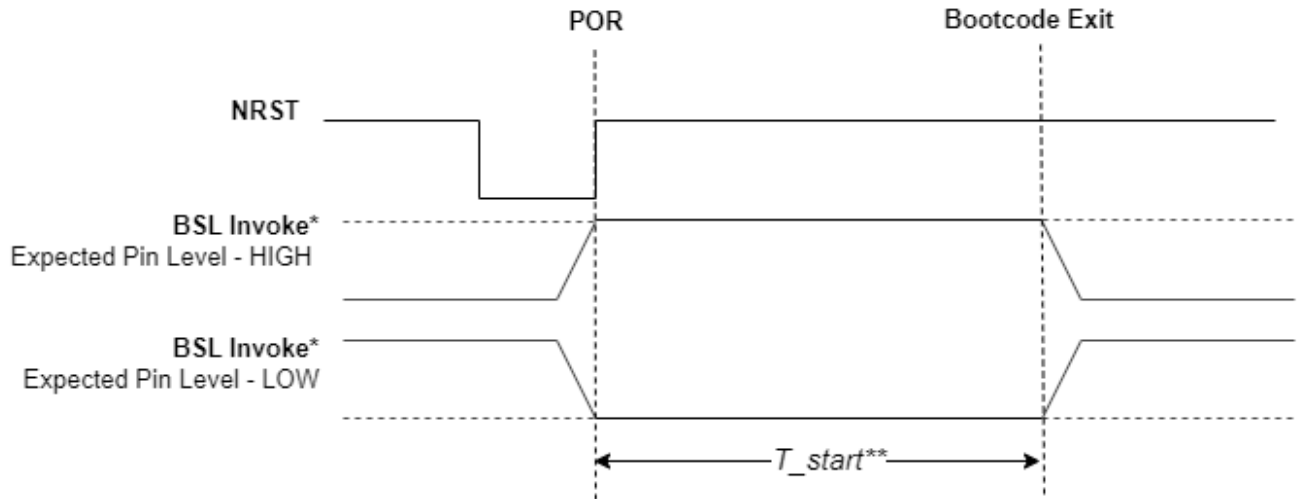 POR
Bootcode Exit
NRST
BSL Invoke*
Expected Pin Level - HIGH
BSL Invoke*
Expected Pin Level - LOW
T_start**